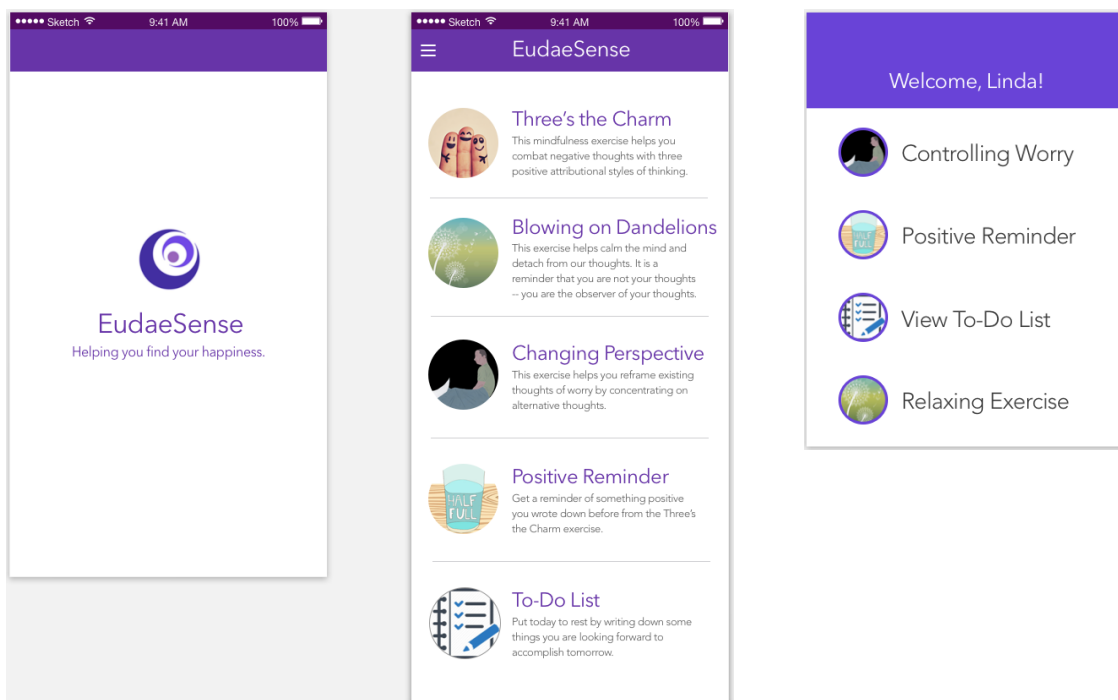 Sketch 9:41 AM 100%
EudaeSense
Helping you find your happiness.
Sketch 9:41 AM 100%
EudaeSense
Three's the Charm
This mindfulness exercise helps you
combat negative thoughts with three
positive attributional styles of thinking.
Blowing on Dandelions
This exercise helps calm the mind and
detach from our thoughts. It is a
reminder that you are not your thoughts
-- you are the observer of your thoughts.
Changing Perspective
This exercise helps you reframe existing
thoughts of worry by concentrating on
alternative thoughts.
HALF
FULL
Positive Reminder
Get a reminder of something positive
you wrote down before from the Three's
the Charm exercise.
To-Do List
Put today to rest by writing down some
things you are looking forward to
accomplish tomorrow.
Welcome, Linda!
Controlling Worry
HALF
FULL
Positive Reminder
View To-Do List
Relaxing Exercise